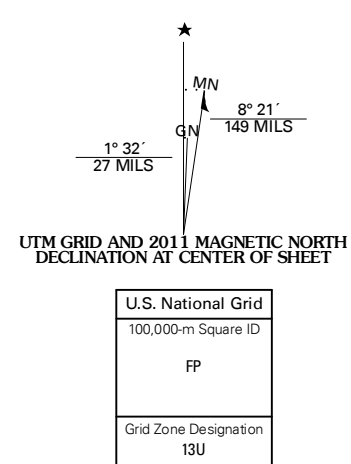 ★
MN
GN
8° 21´
149 MILS
1° 32´
27 MILS
UTM GRID AND 2011 MAGNETIC NORTH
DECLINATION AT CENTER OF SHEET
U.S. National Grid
100,000-m Square ID
FP
Grid Zone Designation
13U